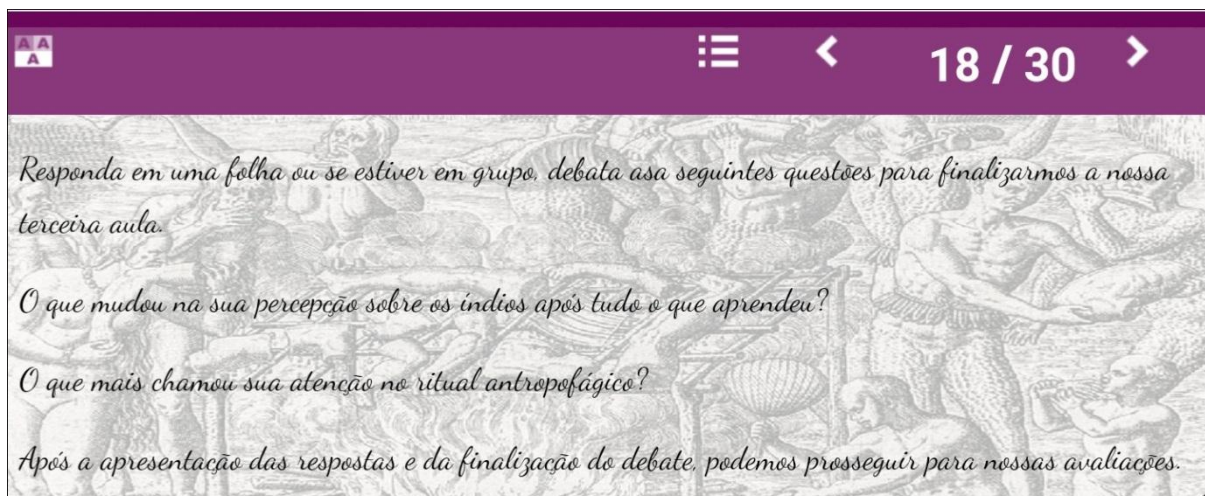 A A
A
18 / 30
Responda em uma folha ou se estiver em grupo, debata asa seguintes questões para finalizarmos a nossa
terceira aula.
O que mudou na sua percepção sobre os índios após tudo o que aprendeu?
O que mais chamou sua atenção no ritual antropofágico?
Após a apresentação das respostas e da finalização do debate, podemos prosseguir para nossas avaliações.